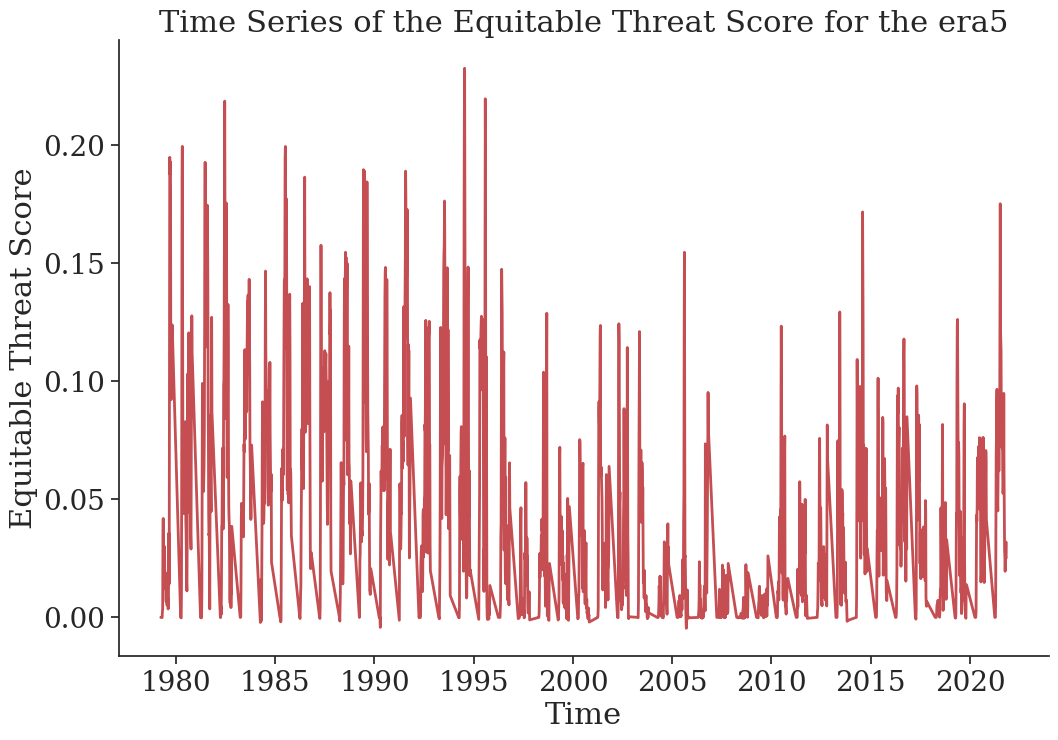 Time Series of the Equitable Threat Score for the era5
Equitable Threat Score
0.20
0.15
0.10
0.05
0.00
1980 1985 1990 1995 2000 2005 2010 2015 2020
Time